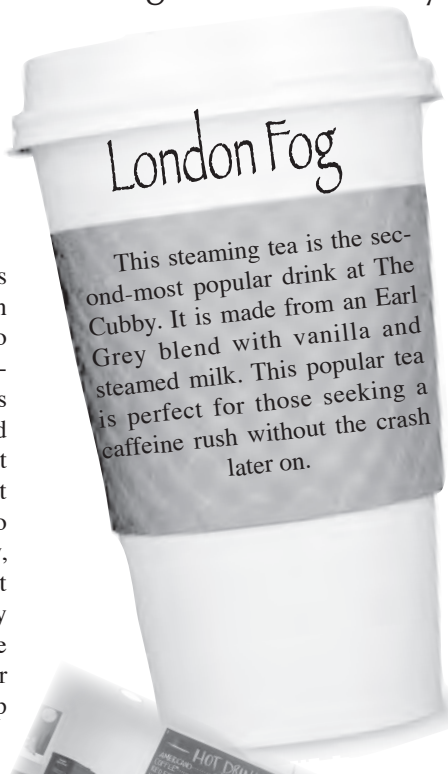 London Fog
This steaming tea is the sec-
ond-most popular drink at The
Cubby. It is made from an Earl
Grey blend with vanilla and
steamed milk. This popular tea
is perfect for those seeking a
caffeine rush without the crash
later on.
HOT DRIN
AMERICANO
COFFEE